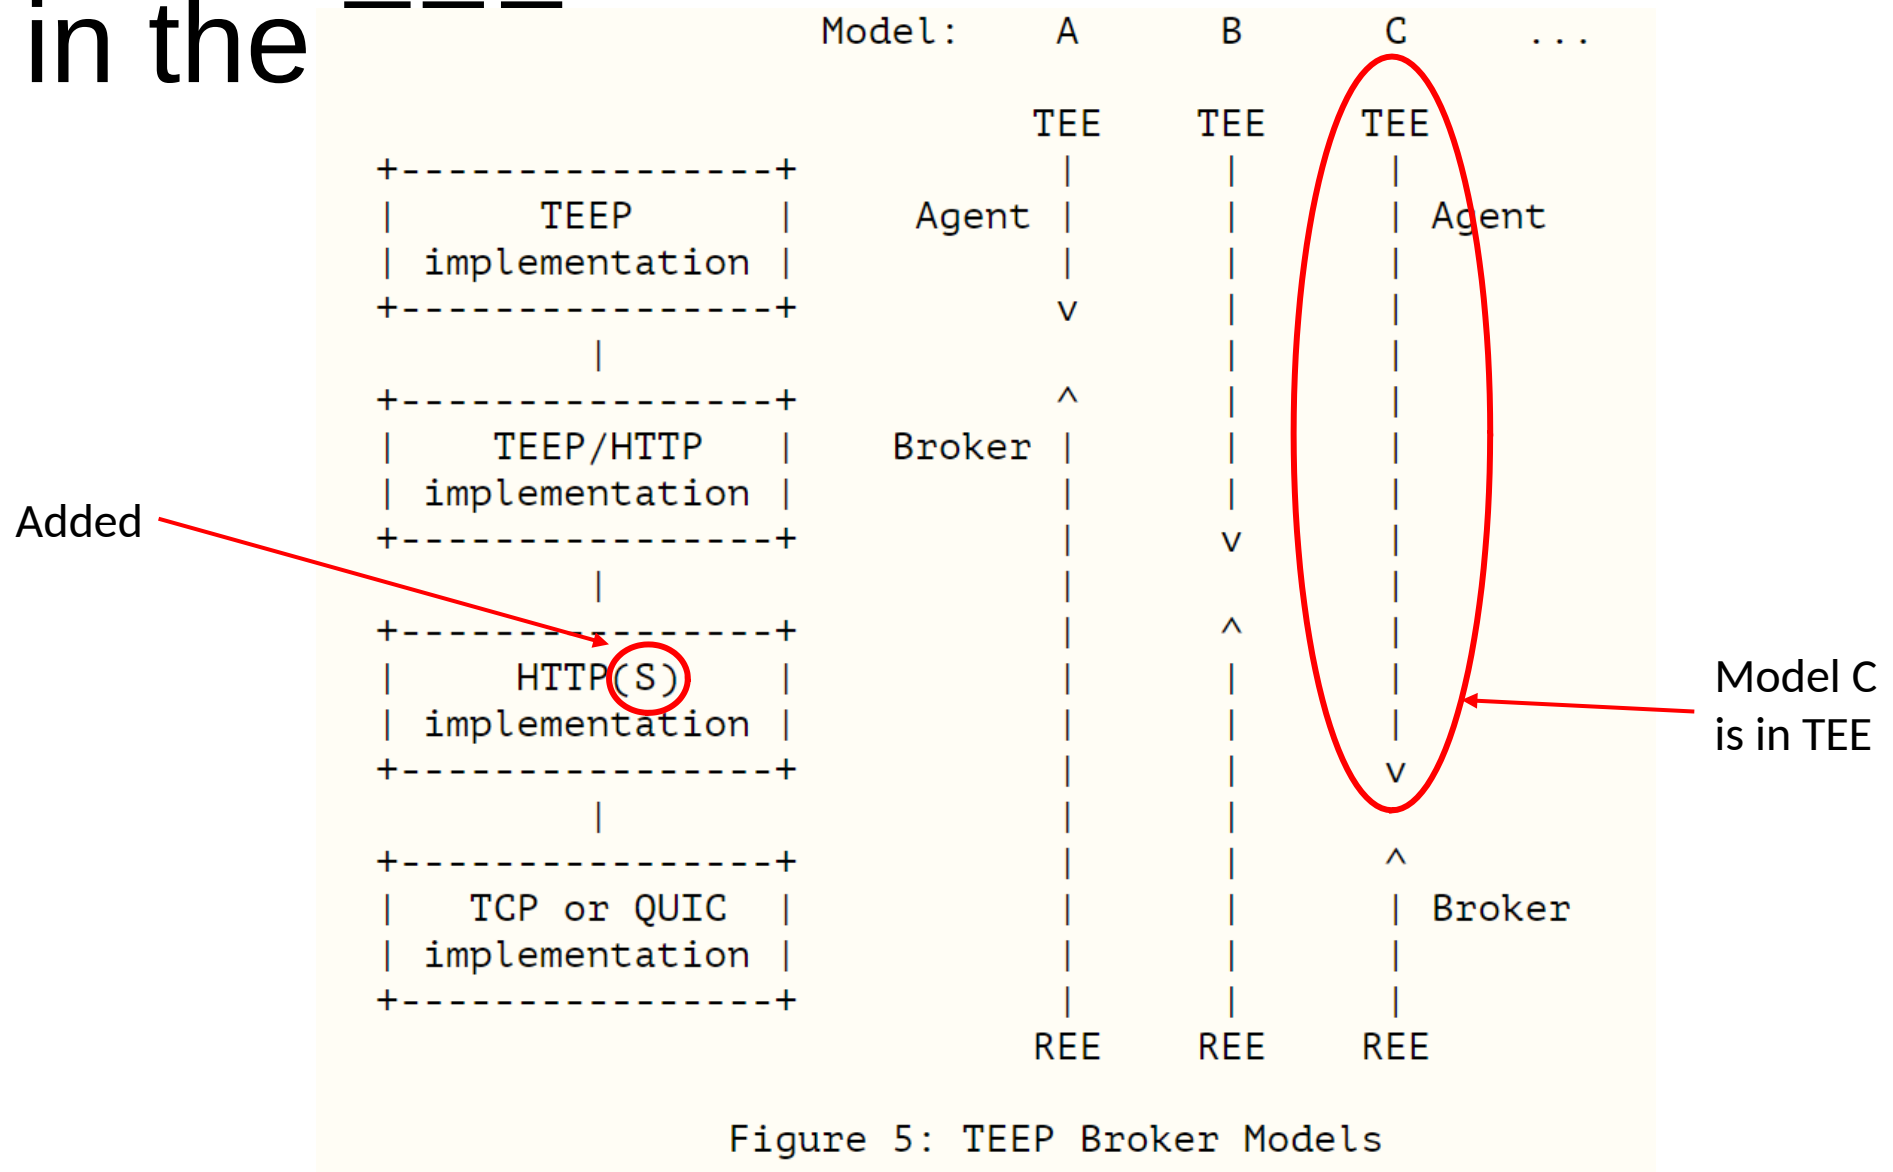 in the
Model: A B C ...
TEE TEE TEE
+----------------+ | | |
| TEEP | Agent | | | Agent
| implementation | | | |
+----------------+ v | |
| | |
+----------------+ ^ | |
| TEEP/HTTP | Broker | | |
| implementation | | | |
+----------------+ | v |
| | |
+----------------+ | ^ |
| HTTP(S) | | | |
| implementation | | | |
+----------------+ | | v
| | |
+----------------+ | | ^
| TCP or QUIC | | | | Broker
| implementation | | | |
+----------------+ | | |
REE REE REE
Figure 5: TEEP Broker Models
Added
Model C
is in TEE